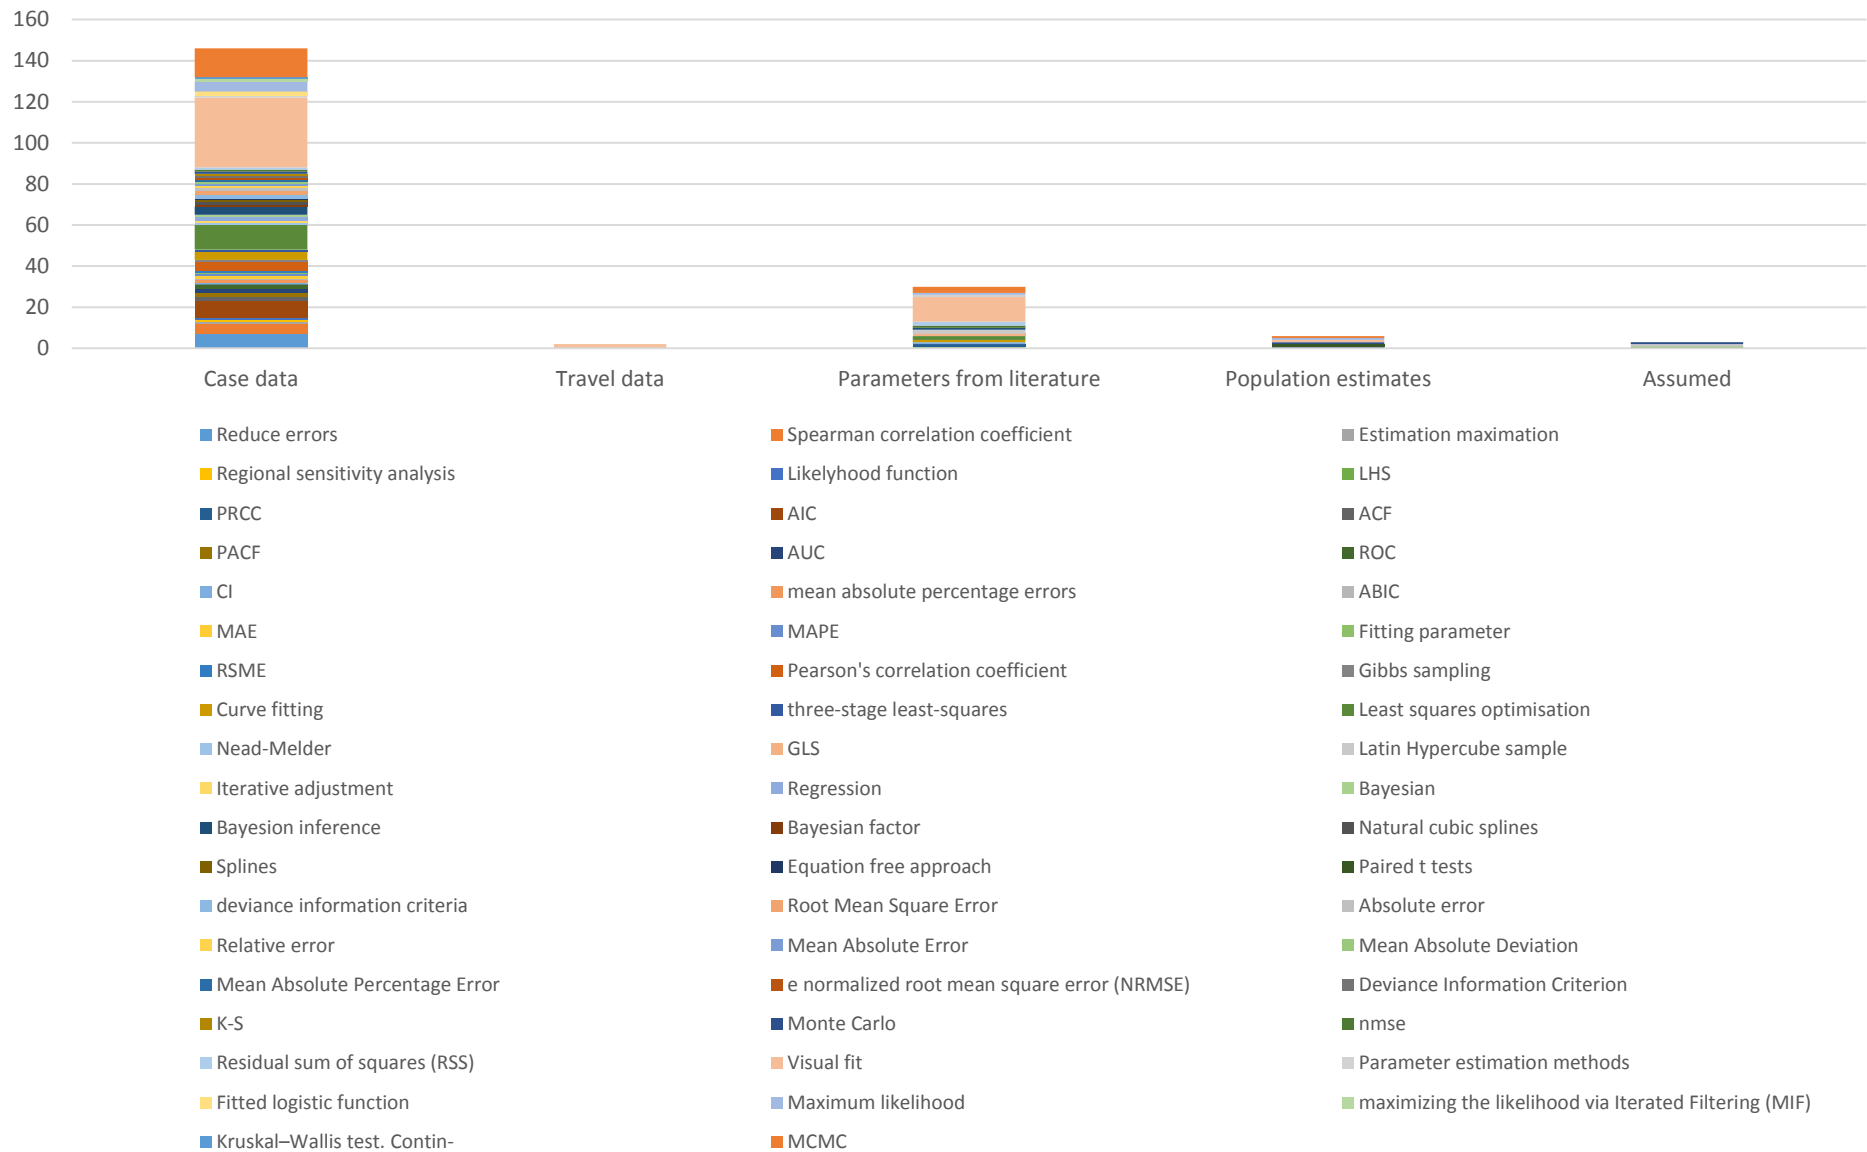 160
140
120
100
80
60
40
20
0
Case data Travel data Parameters from literature Population estimates Assumed
Reduce errors Spearman correlation coefficient Estimation maximation
Regional sensitivity analysis Likelyhood function LHS
PRCC AIC ACF
PACF AUC ROC
CI mean absolute percentage errors ABIC
MAE MAPE Fitting parameter
RSME Pearson's correlation coefficient Gibbs sampling
Curve fitting three-stage least-squares Least squares optimisation
Nead-Melder GLS Latin Hypercube sample
Iterative adjustment Regression Bayesian
Bayesion inference Bayesian factor Natural cubic splines
Splines Equation free approach Paired t tests
deviance information criteria Root Mean Square Error Absolute error
Relative error Mean Absolute Error Mean Absolute Deviation
Mean Absolute Percentage Error e normalized root mean square error (NRMSE) Deviance Information Criterion
K-S Monte Carlo nmse
Residual sum of squares (RSS) Visual fit Parameter estimation methods
Fitted logistic function Maximum likelihood maximizing the likelihood via Iterated Filtering (MIF)
Kruskal–Wallis test. Contin- MCMC